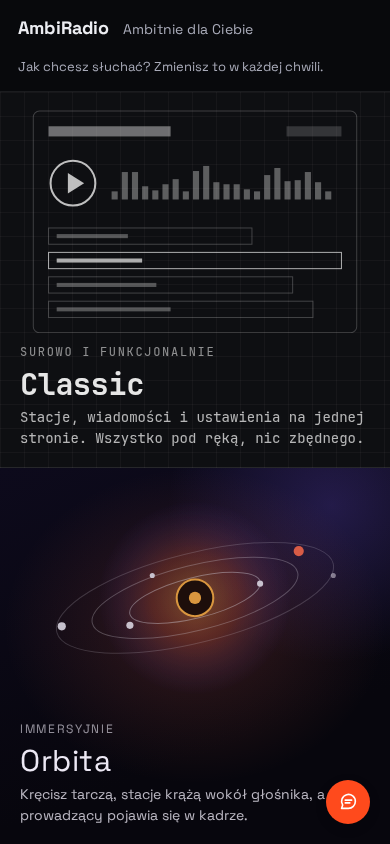 AmbiRadio Ambitnie dla Ciebie
Jak chcesz słuchać? Zmienisz to w każdej chwili.
SUROWO I FUNKCJONALNIE
Classic
Stacje, wiadomości i ustawienia na jednej
stronie. Wszystko pod ręką, nic zbędnego.
IMMERSYJNIE
Orbita
Kręcisz tarczą, stacje krążą wokół głośnika, a
prowadzący pojawia się w kadrze.